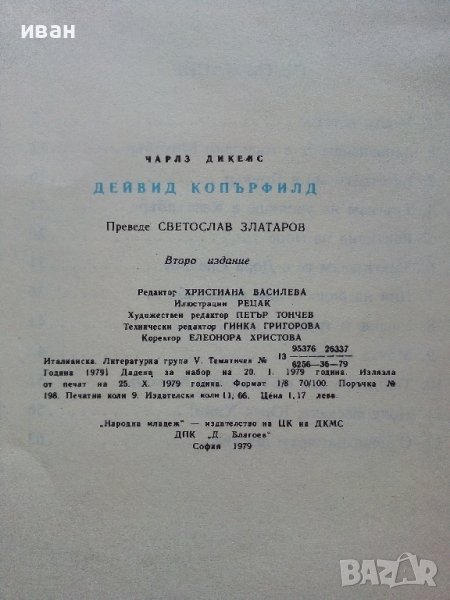 иван
ЧАРЛЗ ДИКЕНС
ДЕЙВИД КОПЪРФИЛД
Преведе СВЕТОСЛАВ ЗЛАТАРОВ
Второ издание
Редактор ХРИСТИАНА ВАСИЛЕВА
Илюстрации РЕЦАК
Художествен редактор ПЕТЪР ТОНЧЕВ
Технически редактор ГИНКА ГРИГОРОВА
Коректор ЕЛЕОНОРА ХРИСТОВА
95376 26337
Италианска. Литературна група V. Тематичен № 13
6256—36—79
Година 1979] Дадена за набор на 20. 1. 1979 година. Излязла
от печат на 25. X. 1979 година. Формат 1/8 70/100. Поръчка №
198. Печатни коли 9. Издателски коли 11, 66. Цена 1,17 лева.
„Народна младеж" — издателство на ЦК на ДКМС
ДПК „Д. Благоев"
София 1979
BAZAR.bg